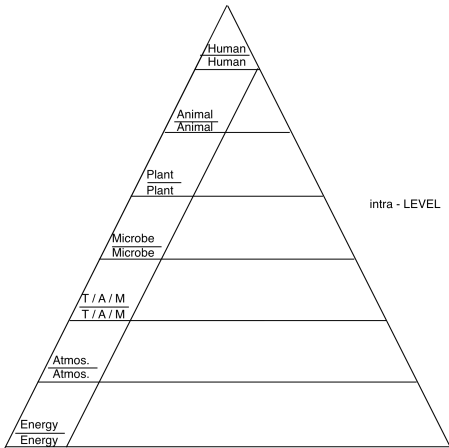 Human
Human
Animal
Animal
Plant
Plant
intra - LEVEL
Microbe
Microbe
T / A / M
T / A / M
Atmos.
Atmos.
Energy
Energy